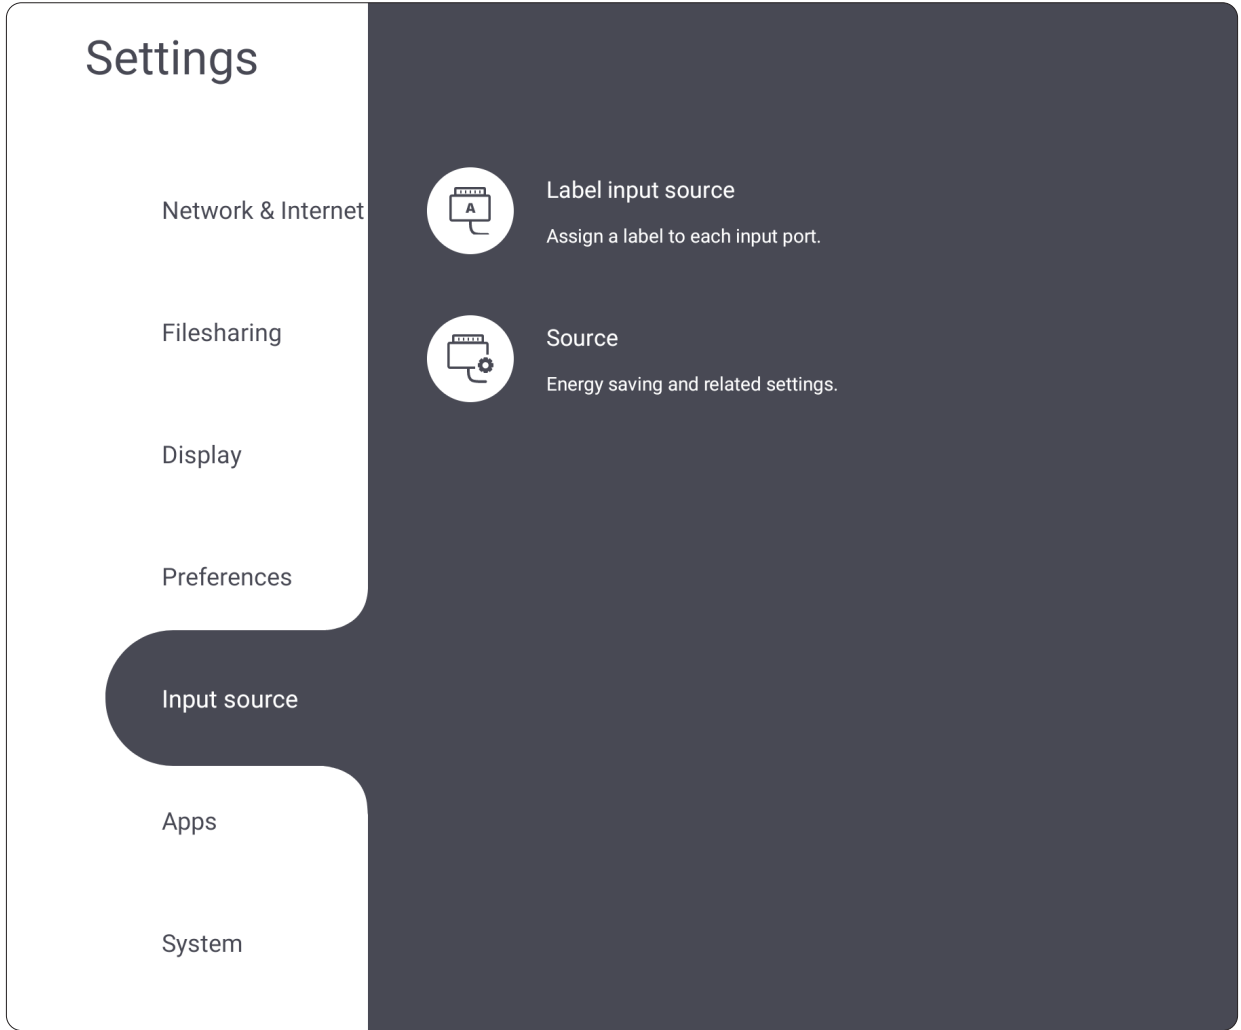 Settings
Network & Internet
Filesharing
Display
Preferences
Input source
Apps
System
A
Label input source
Assign a label to each input port.
Source
Energy saving and related settings.